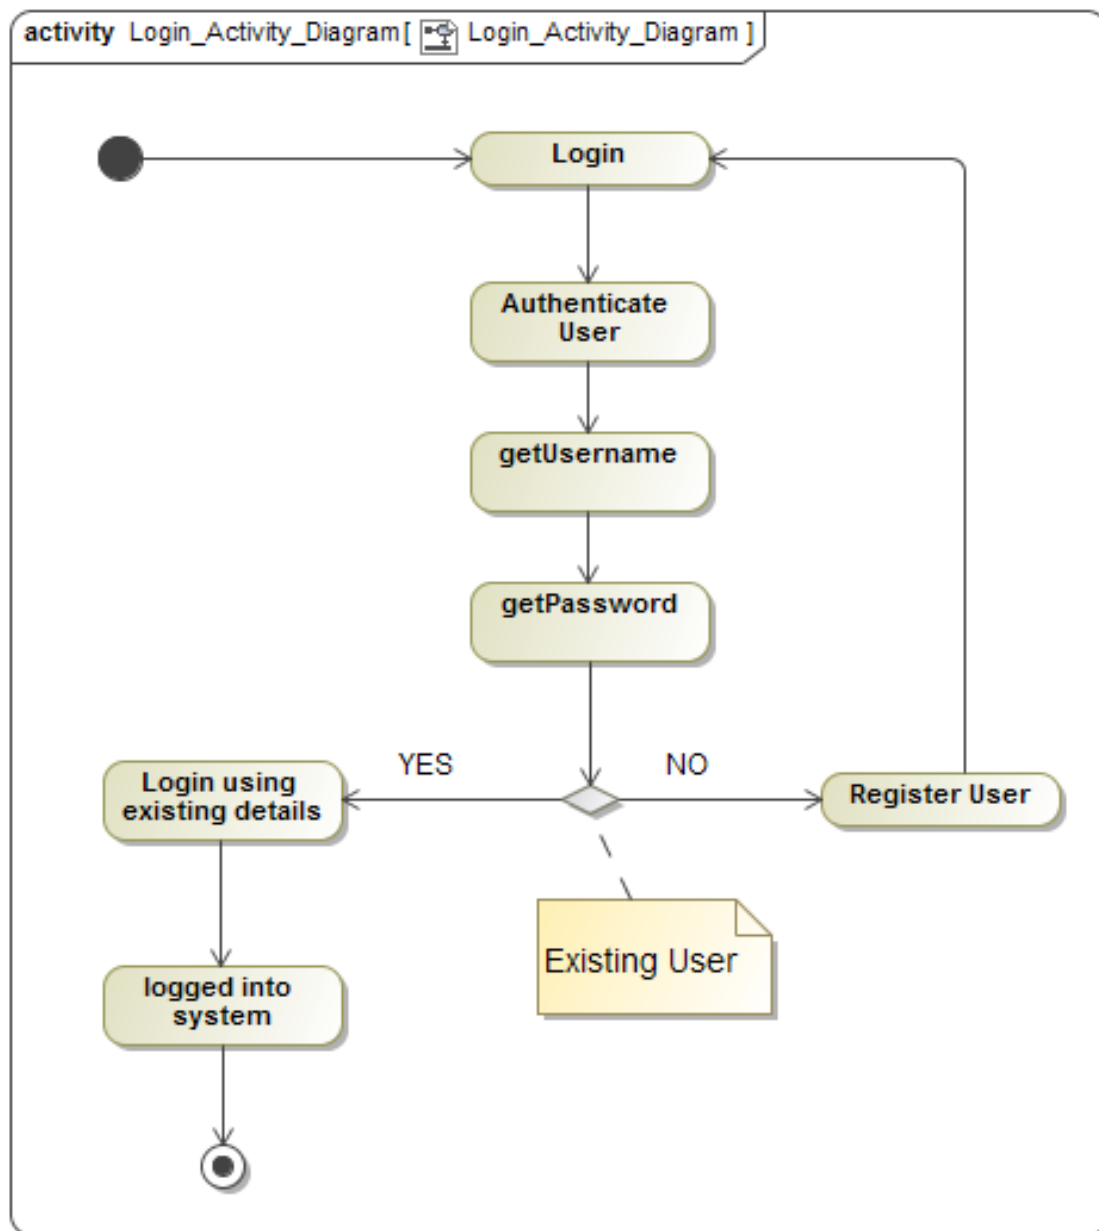 activity Login_Activity_Diagram[ Login_Activity_Diagram ]
Login
Authenticate
User
getUsername
getPassword
YES
NO
Login using
existing details
Register User
Existing User
logged into
system